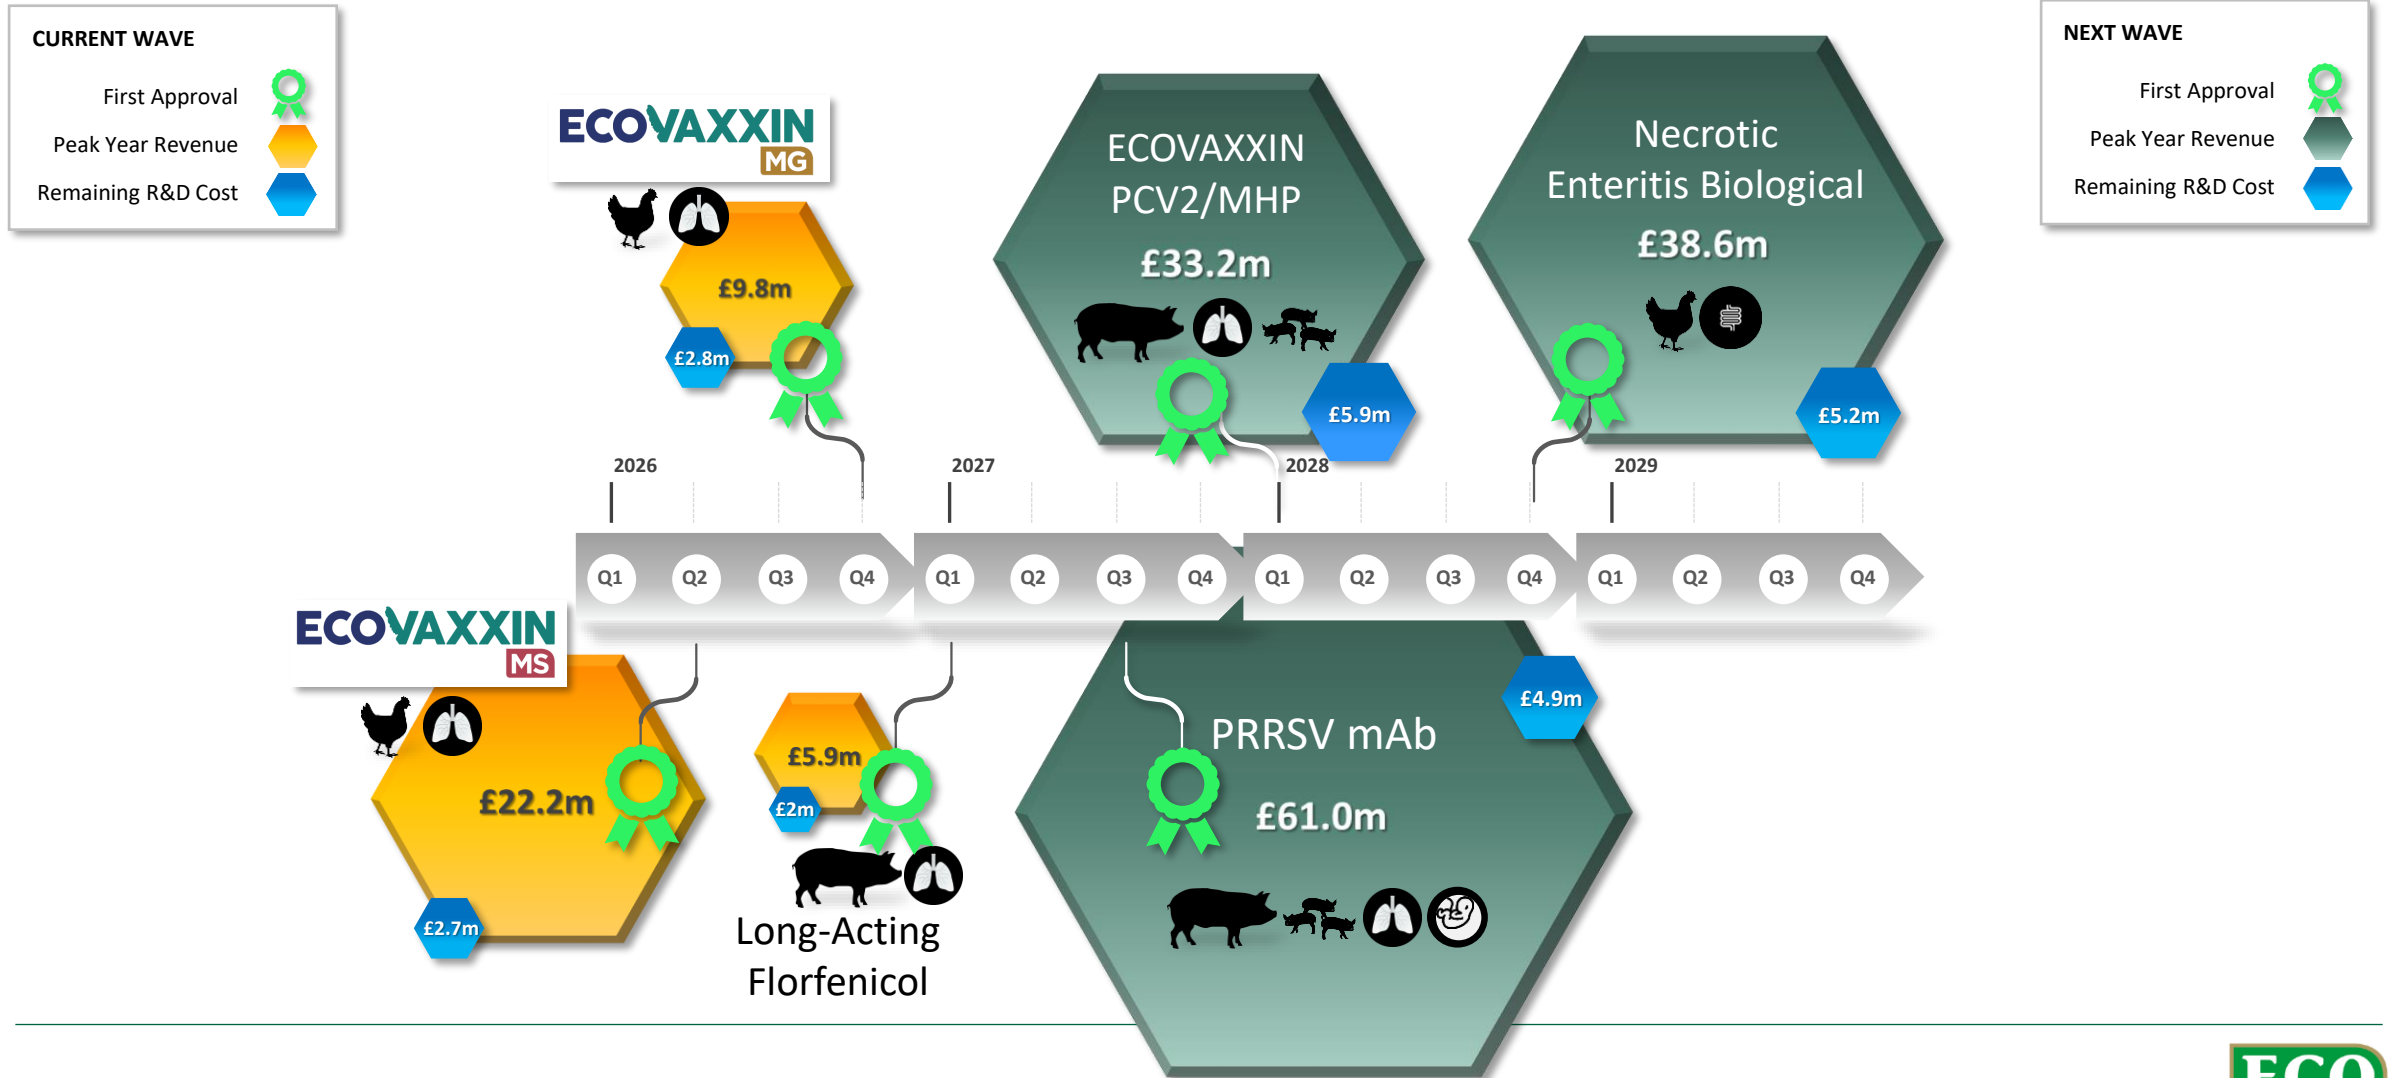 CURRENT WAVE
First Approval
Peak Year Revenue
Remaining R&D Cost
NEXT WAVE
First Approval
Peak Year Revenue
Remaining R&D Cost
ECOVAXXIN
MG
£9.8m
£2.8m
ECOVAXXIN
PCV2/MHP
£33.2m
£5.9m
Necrotic
Enteritis Biological
£38.6m
£5.2m
2026
2027
2028
2029
Q1 Q2 Q3 Q4 Q1 Q2 Q3 Q4 Q1 Q2 Q3 Q4 Q1 Q2 Q3 Q4
ECOVAXXIN
MS
£22.2m
£2.7m
£5.9m
£2m
Long-Acting
Florfenicol
PRRSV mAb
£61.0m
£4.9m
ECO